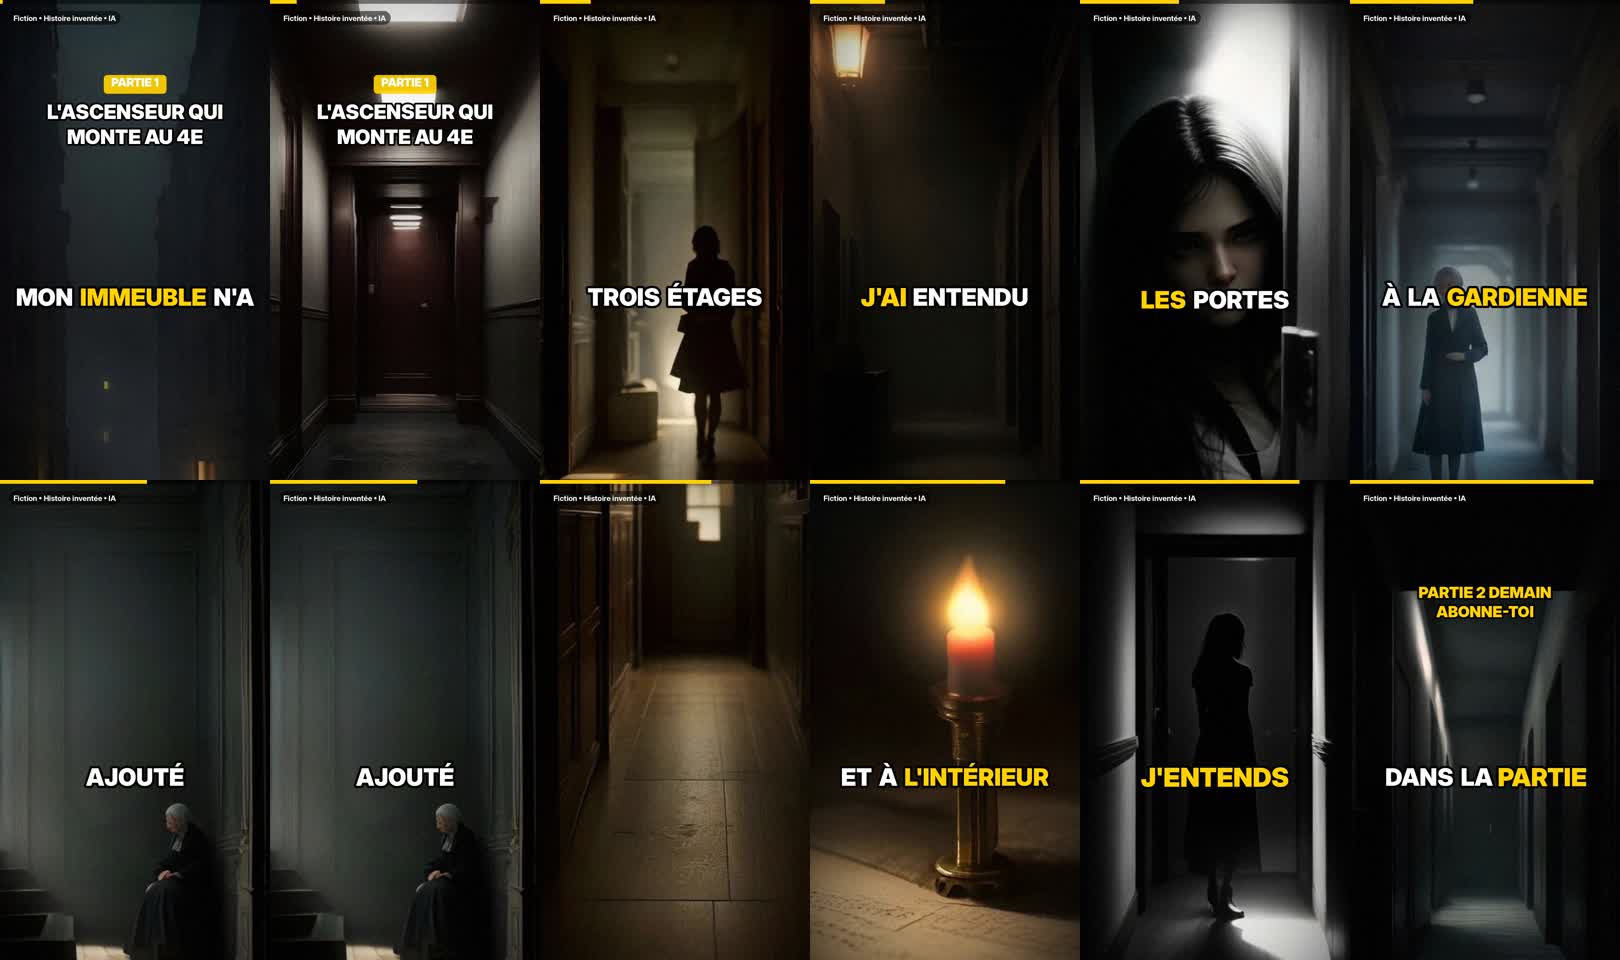 Fiction • Histoire inventée • IA
PARTIE 1
L'ASCENSEUR QUI
MONTE AU 4E
MON IMMEUBLE N'A
Fiction • Histoire inventée • IA
PARTIE 1
L'ASCENSEUR QUI
MONTE AU 4E
Fiction • Histoire inventée • IA
TROIS ÉTAGES
Fiction • Histoire inventée • IA
J'AI ENTENDU
Fiction • Histoire inventée • IA
LES PORTES
Fiction • Histoire inventée • IA
À LA GARDIENNE
Fiction • Histoire inventée • IA
AJOUTÉ
Fiction • Histoire inventée • IA
AJOUTÉ
Fiction • Histoire inventée • IA
Fiction • Histoire inventée • IA
ET À L'INTÉRIEUR
Fiction • Histoire inventée • IA
J'ENTENDS
Fiction • Histoire inventée • IA
PARTIE 2 DEMAIN
ABONNE-TOI
DANS LA PARTIE